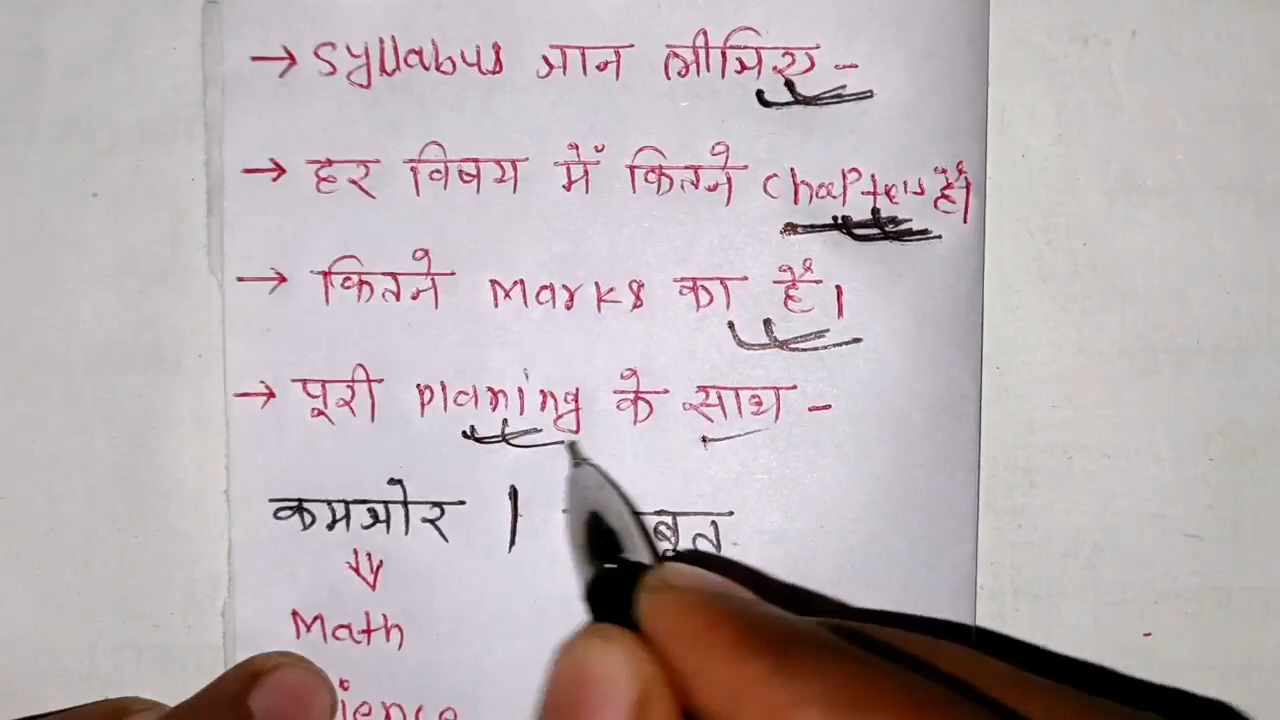 → Syllabus जान लीजिए -
→ हर विषय में कितने Chapters हैं।
→ कितने Marks का हैं।
→ पूरी planing के साथ -
कमजोर |
Math